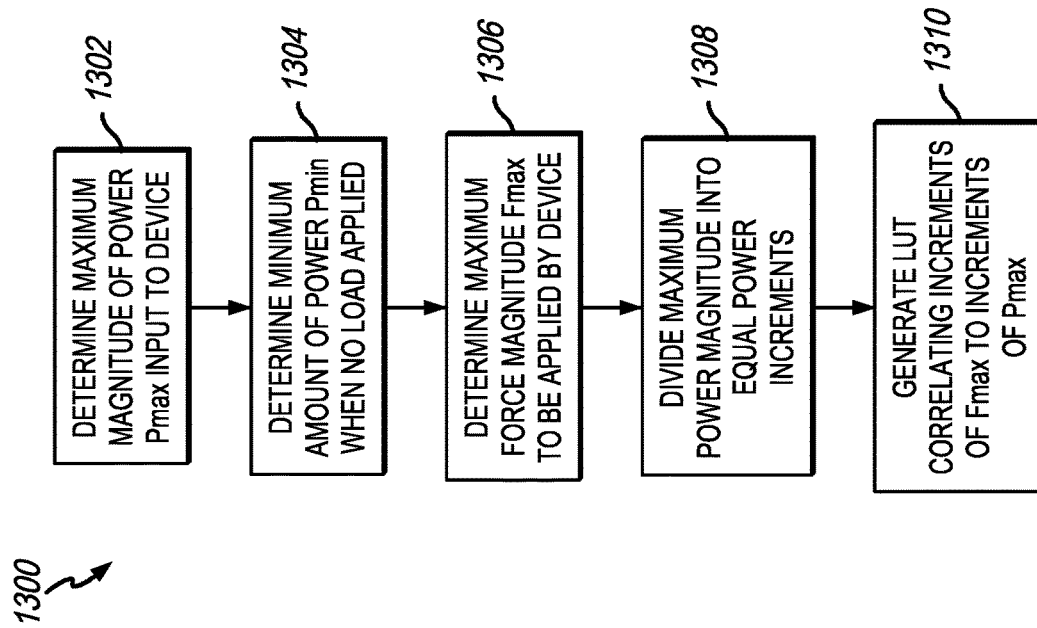 1300
DETERMINE MAXIMUM
MAGNITUDE OF POWER
Pmax INPUT TO DEVICE
1302
DETERMINE MINIMUM
AMOUNT OF POWER Pmin
WHEN NO LOAD APPLIED
1304
DETERMINE MAXIMUM
FORCE MAGNITUDE Fmax
TO BE APPLIED BY DEVICE
1306
DIVIDE MAXIMUM
POWER MAGNITUDE INTO
EQUAL POWER
INCREMENTS
1308
GENERATE LUT
CORRELATING INCREMENTS
OF Fmax TO INCREMENTS
OF Pmax
1310